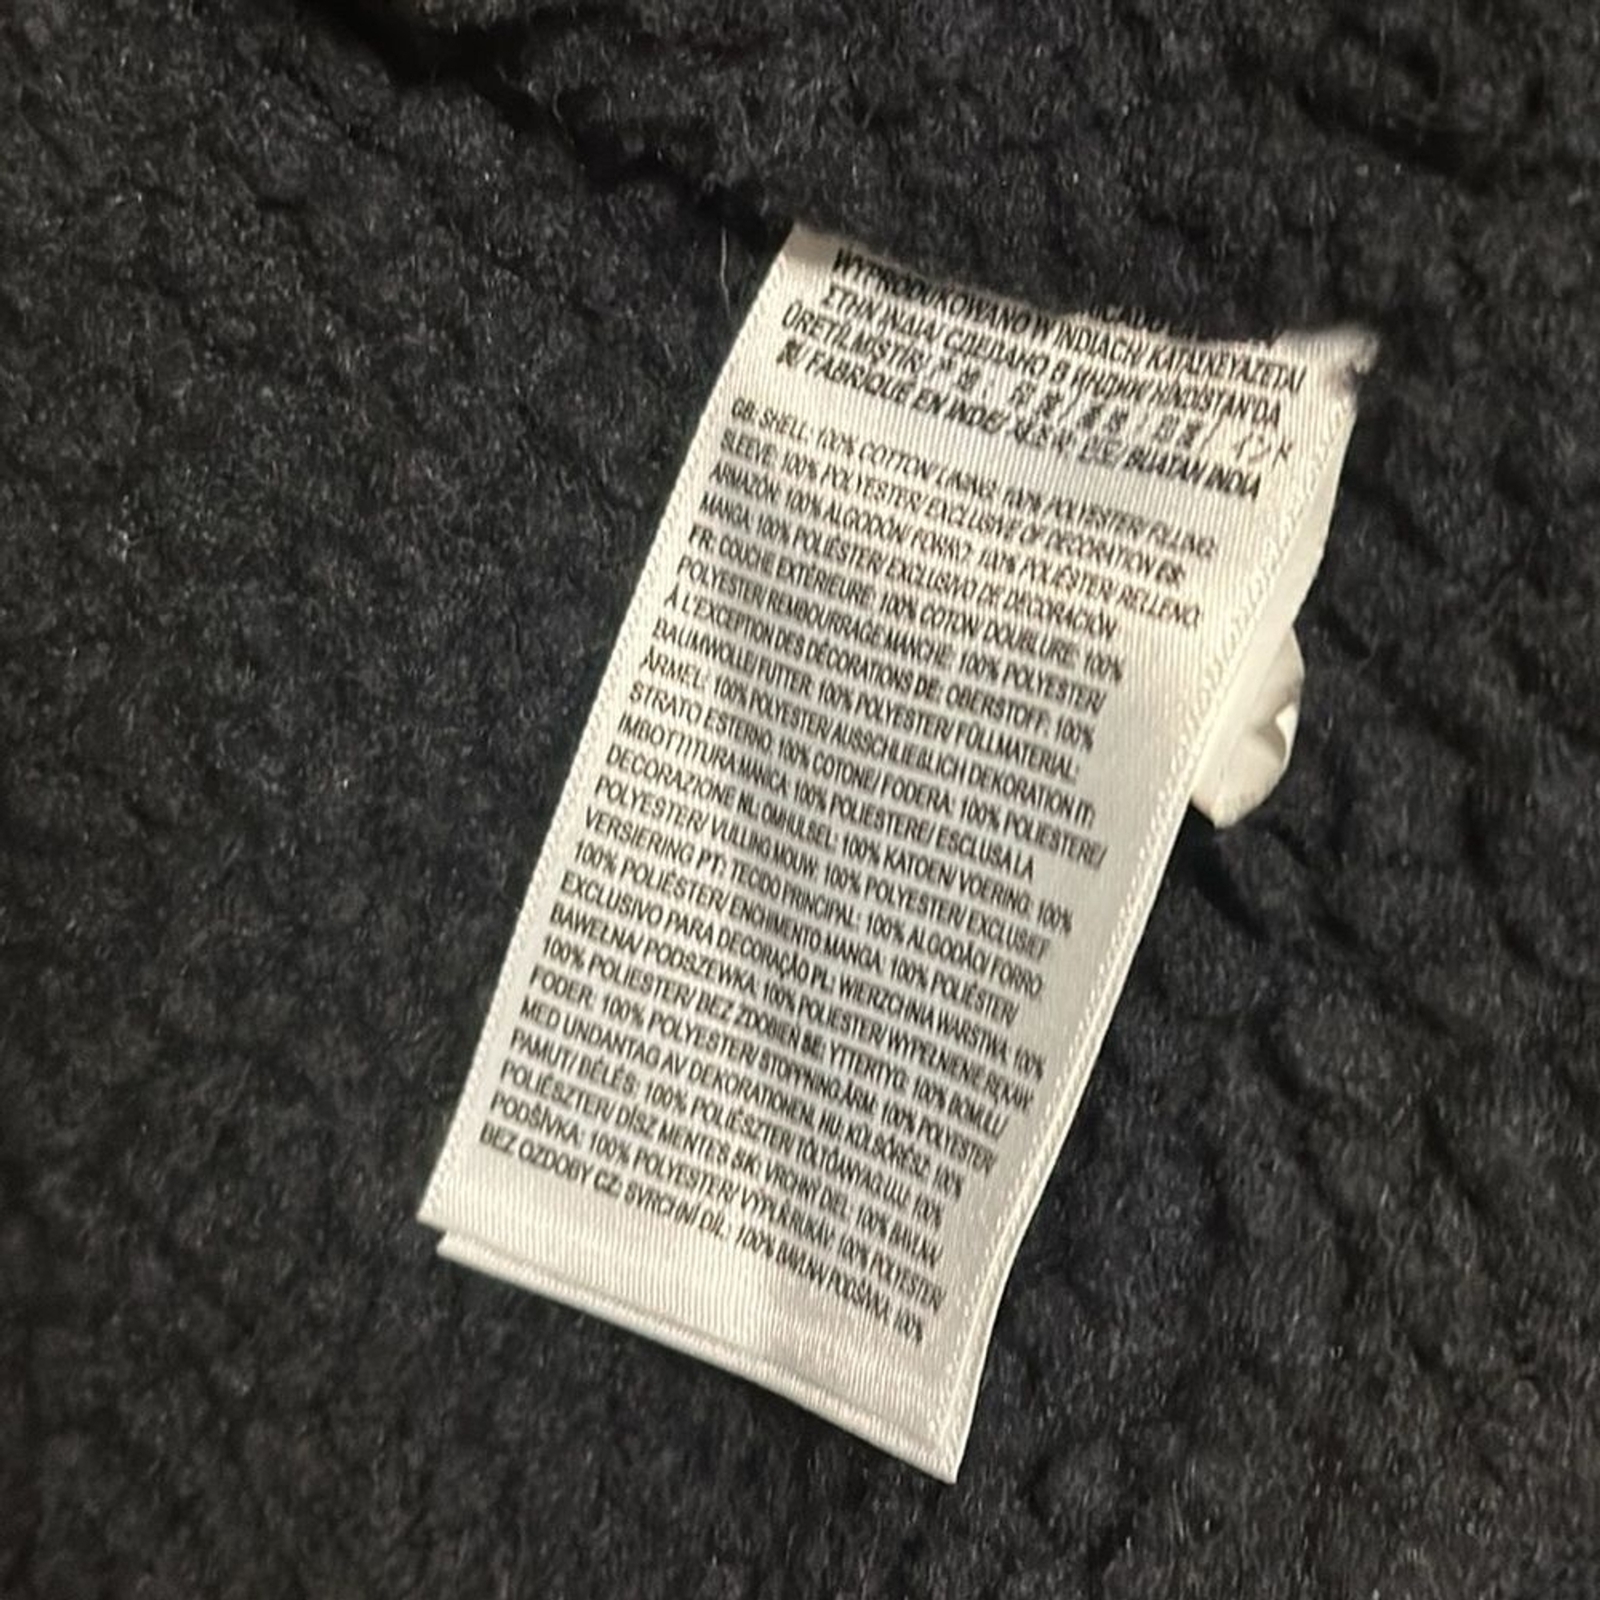 WYPRODUKOWANO W INDIACH/ ΚΑΤΑΣΚΕΥΑΖΕΤΑΙ
ΣΤΗΝ ΙΝΔΙΑ/ СДЕЛАНО В ИНДИИ/ HINDISTAN'DA
ÜRETİLMİŞTİR/
FABRIQUÉ EN INDE/ BUATAN INDIA
GB: SHELL: 100% COTTON/ LINING: 100% POLYESTER/ FILLING:
SLEEVE: 100% POLYESTER/ EXCLUSIVE OF DECORATION ES:
ARMAZÓN: 100% ALGODÓN/ FORRO: 100% POLIÉSTER/ RELLENO:
MANGA: 100% POLIÉSTER/ EXCLUSIVO DE DECORACIÓN
FR: COUCHE EXTÉRIEURE: 100% COTON/ DOUBLURE: 100%
POLYESTER/ REMBOURRAGE MANCHE: 100% POLYESTER/
À L'EXCEPTION DES DÉCORATIONS DE: OBERSTOFF: 100%
BAUMWOLLE/ FUTTER: 100% POLYESTER/ FÜLLMATERIAL:
ÄRMEL: 100% POLYESTER/ AUSSCHLIEßLICH DEKORATION IT:
STRATO ESTERNO: 100% COTONE/ FODERA: 100% POLIESTERE/
IMBOTTITURA MANICA: 100% POLIESTERE/ ESCLUSA LA
DECORAZIONE NL: OMHULSEL: 100% KATOEN/ VOERING: 100%
POLYESTER/ VULLING MOUW: 100% POLYESTER/ EXCLUSIEF
VERSIERING PT: TECIDO PRINCIPAL: 100% ALGODÃO/ FORRO:
100% POLIÉSTER/ ENCHIMENTO MANGA: 100% POLIÉSTER/
EXCLUSIVO PARA DECORAÇÃO PL: WIERZCHNIA WARSTWA: 100%
BAWEŁNA/ PODSZEWKA: 100% POLIESTER/ WYPEŁNIENIE RĘKAW:
100% POLIESTER/ BEZ ZDOBIEŃ SE: YTTERTYG: 100% BOMULL/
FODER: 100% POLYESTER/ STOPPNING ÄRM: 100% POLYESTER/
MED UNDANTAG AV DEKORATIONEN. HU: KÜLSŐRÉSZ: 100%
PAMUT/ BÉLÉS: 100% POLIÉSZTER/ TÖLTŐANYAG UJJ: 100%
POLIÉSZTER/ DÍSZ MENTES SK: VRCHNÝ DIEL: 100% BAVLNA/
PODŠÍVKA: 100% POLYESTER/ VÝPLŇ RUKÁV: 100% POLYESTER/
BEZ OZDOBY CZ: SVRCHNÍ DÍL: 100% BAVLNA/ PODŠÍVKA: 100%